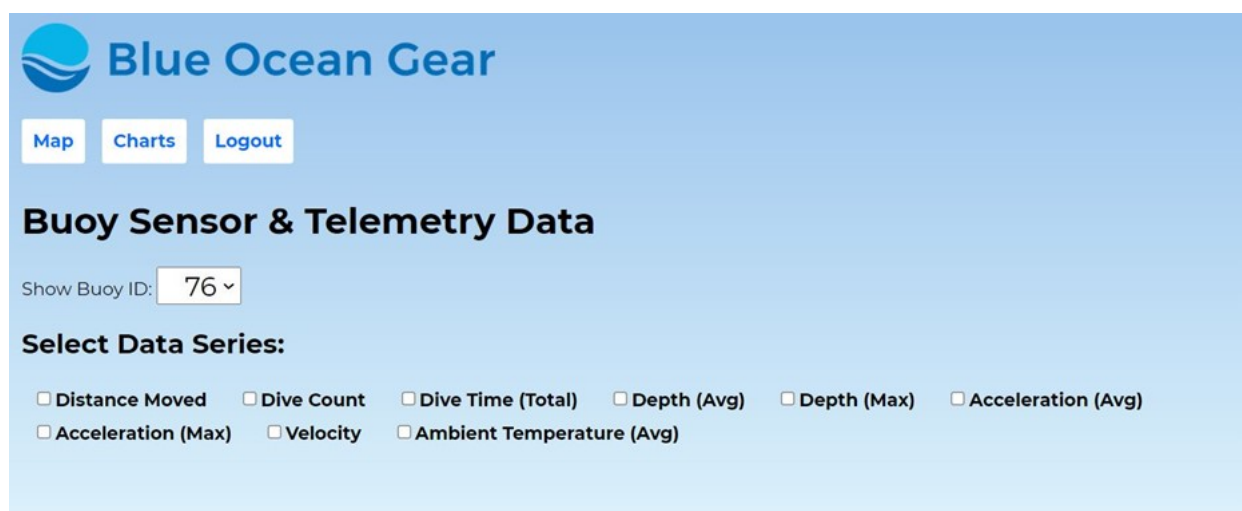 Blue Ocean Gear
Map Charts Logout
Buoy Sensor & Telemetry Data
Show Buoy ID: 76
Select Data Series:
Distance Moved Dive Count Dive Time (Total) Depth (Avg) Depth (Max) Acceleration (Avg)
Acceleration (Max) Velocity Ambient Temperature (Avg)